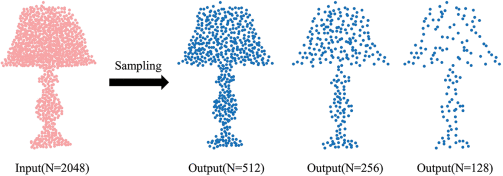 Sampling
Input(N=2048)
Output(N=512)
Output(N=256)
Output(N=128)